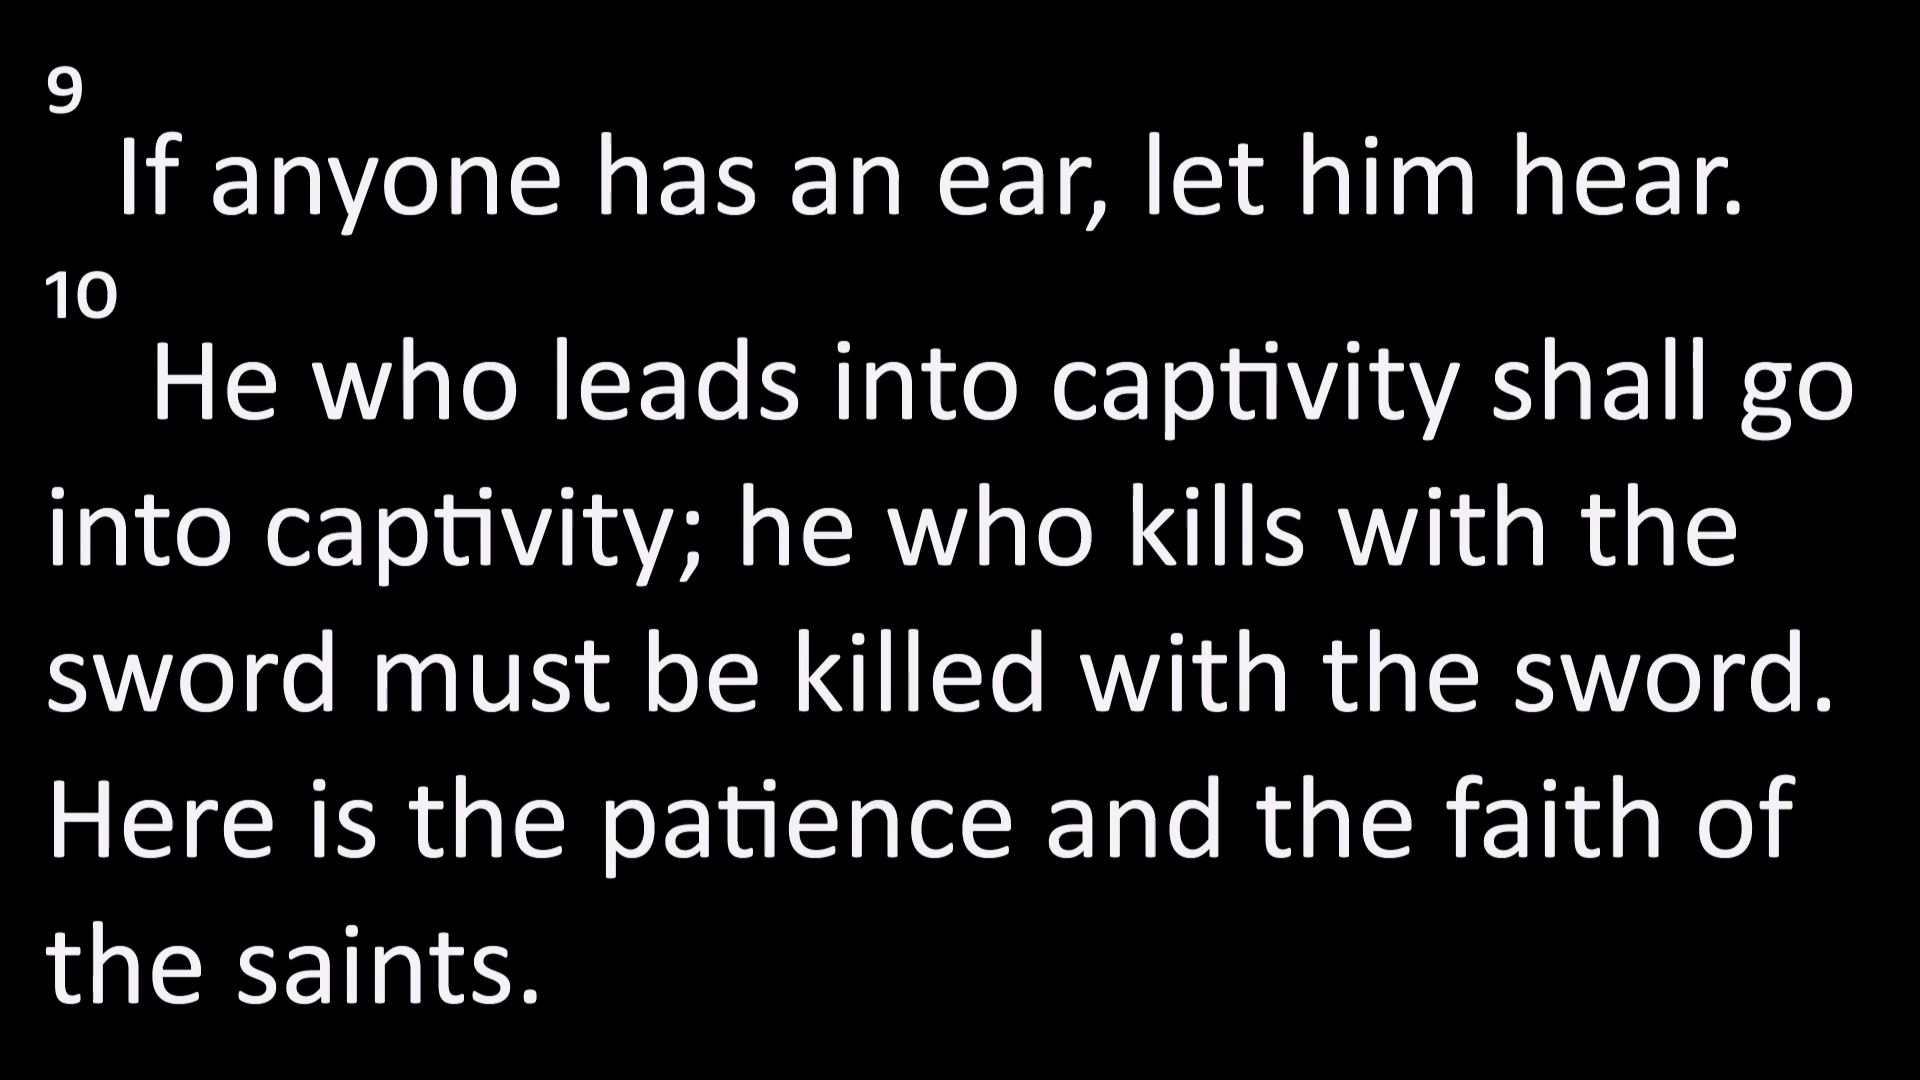 9
If anyone has an ear, let him hear.
10
He who leads into captivity shall go
into captivity; he who kills with the
sword must be killed with the sword.
Here is the patience and the faith of
the saints.